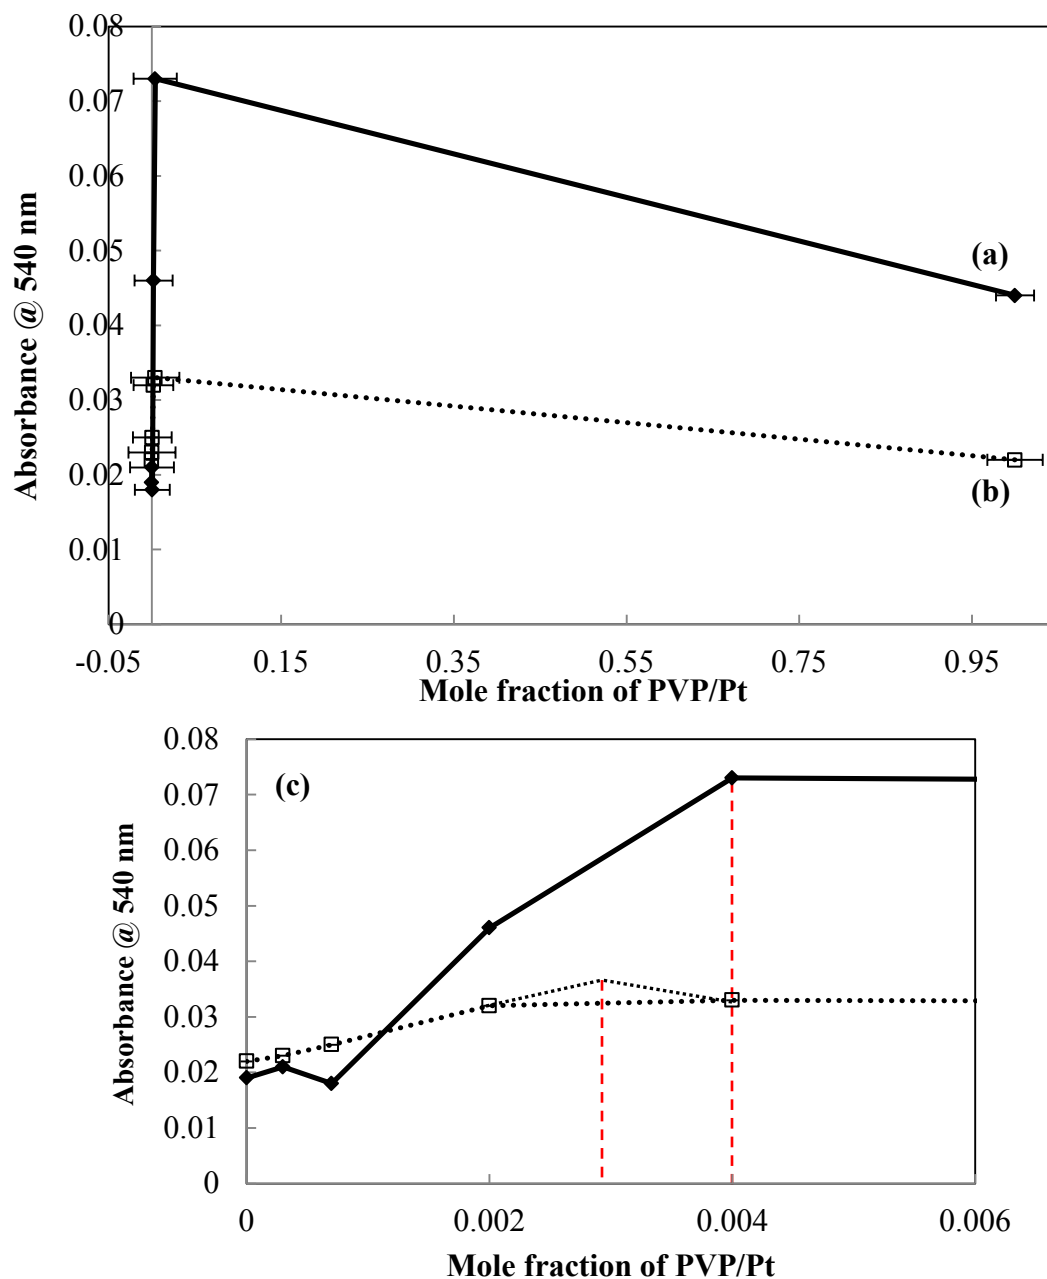 0.08
0.07
0.06
0.05
0.04
0.03
0.02
0.01
0
Absorbance @ 540 nm
(a)
(b)
-0.05 0.15 0.35 0.55 0.75 0.95
Mole fraction of PVP/Pt
0.08
0.07
0.06
0.05
0.04
0.03
0.02
0.01
0
Absorbance @ 540 nm
(c)
0 0.002 0.004 0.006
Mole fraction of PVP/Pt